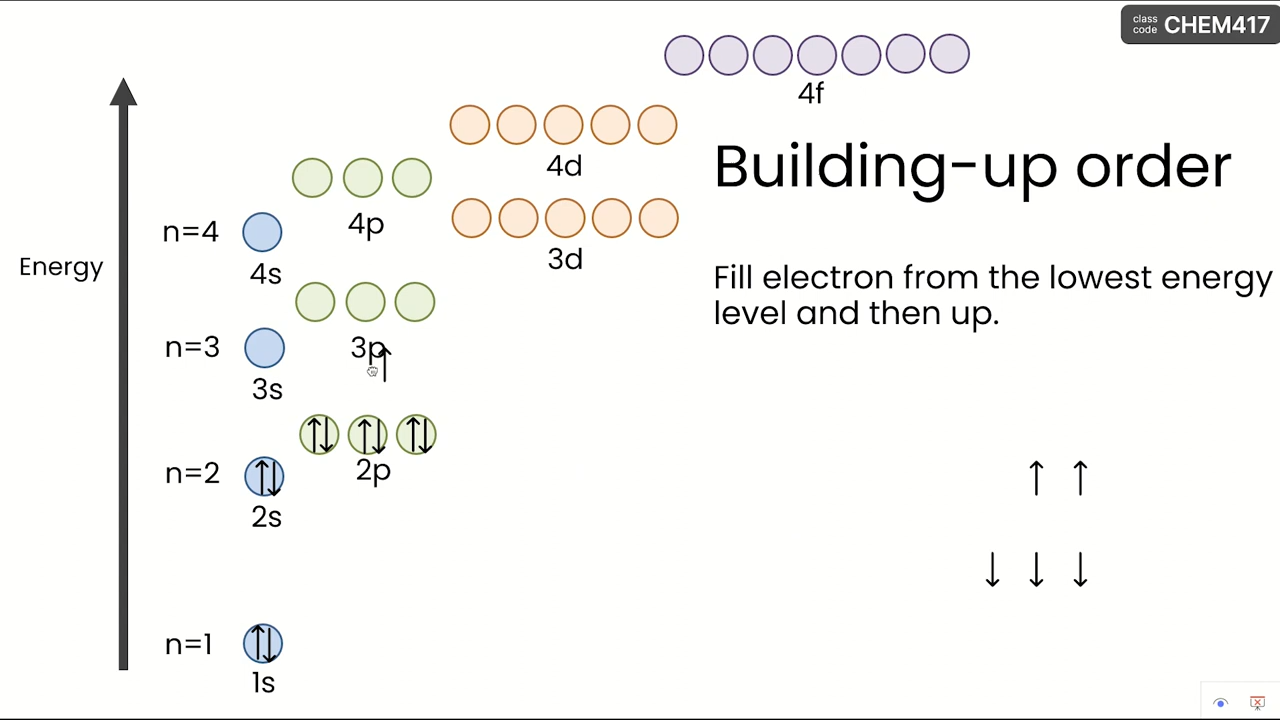 class
code CHEM417
4f
4d
Building-up order
4p
n=4
3d
Energy
4s
Fill electron from the lowest energy
level and then up.
n=3
3p
3s
n=2
2p
2s
n=1
1s